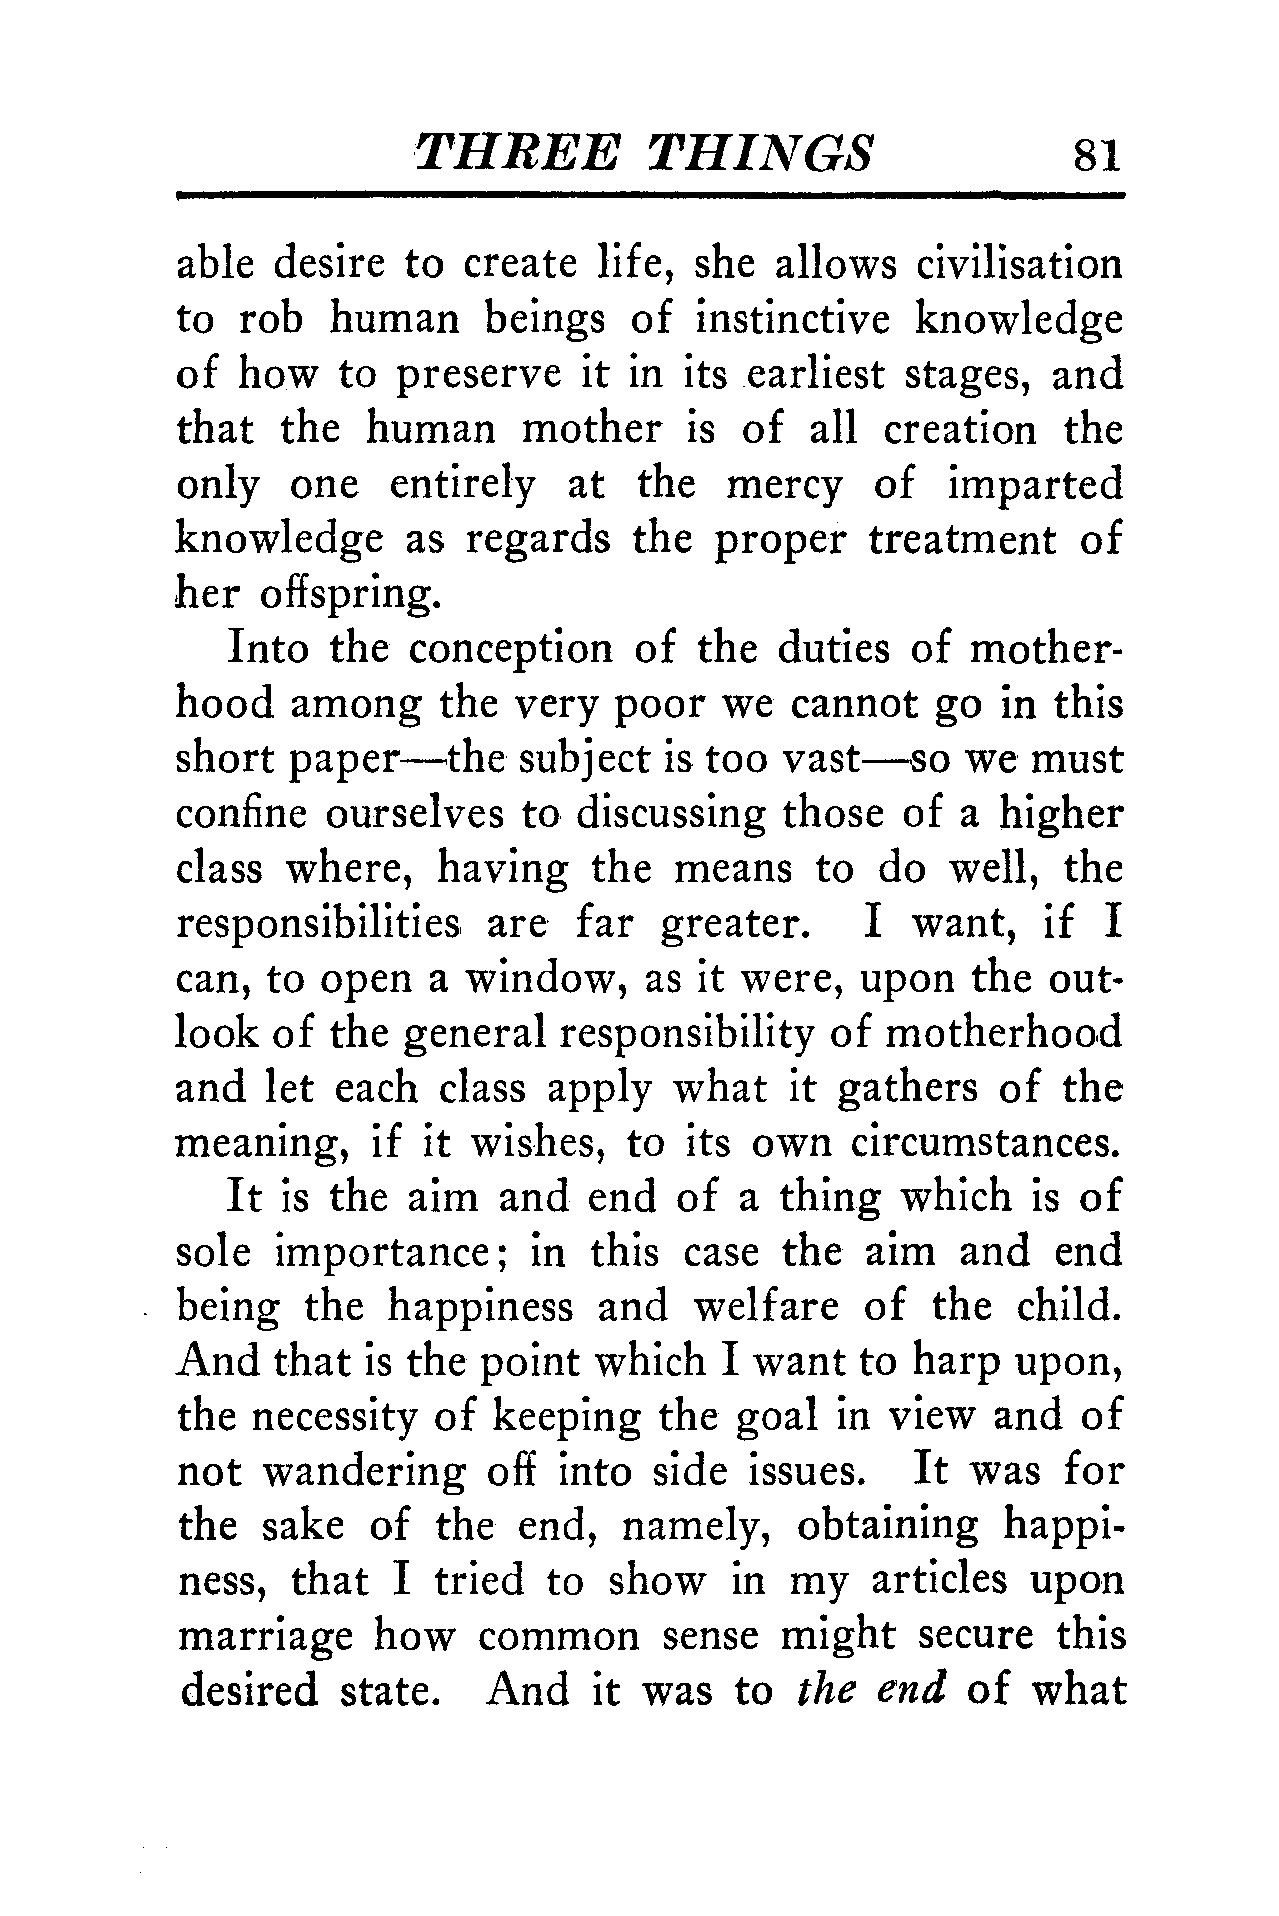 THREE THINGS 81
able desire to create life, she allows civilisation
to rob human beings of instinctive knowledge
of how to preserve it in its earliest stages, and
that the human mother is of all creation the
only one entirely at the mercy of imparted
knowledge as regards the proper treatment of
her offspring.
Into the conception of the duties of mother-
hood among the very poor we cannot go in this
short paper—the subject is too vast—so we must
confine ourselves to discussing those of a higher
class where, having the means to do well, the
responsibilities are far greater. I want, if I
can, to open a window, as it were, upon the out-
look of the general responsibility of motherhood
and let each class apply what it gathers of the
meaning, if it wishes, to its own circumstances.
It is the aim and end of a thing which is of
sole importance; in this case the aim and end
being the happiness and welfare of the child.
And that is the point which I want to harp upon,
the necessity of keeping the goal in view and of
not wandering off into side issues. It was for
the sake of the end, namely, obtaining happi-
ness, that I tried to show in my articles upon
marriage how common sense might secure this
desired state. And it was to the end of what